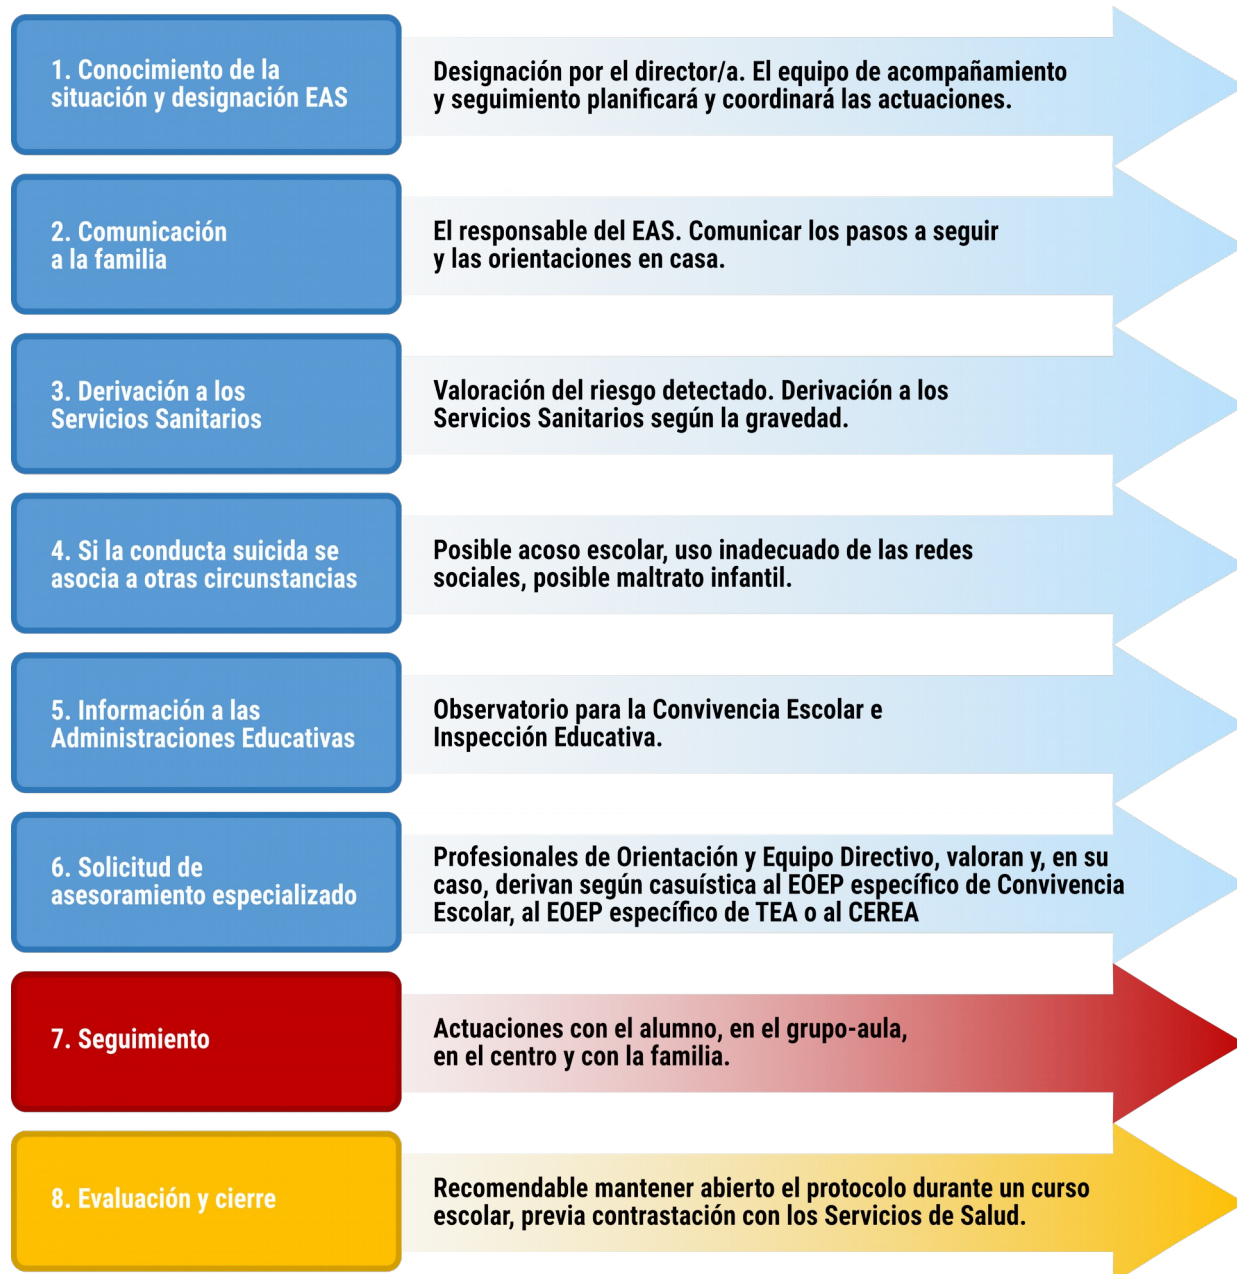 1. Conocimiento de la
situación y designación EAS
Designación por el director/a. El equipo de acompañamiento
y seguimiento planificará y coordinará las actuaciones.
2. Comunicación
a la familia
El responsable del EAS. Comunicar los pasos a seguir
y las orientaciones en casa.
3. Derivación a los
Servicios Sanitarios
Valoración del riesgo detectado. Derivación a los
Servicios Sanitarios según la gravedad.
4. Si la conducta suicida se
asocia a otras circunstancias
Posible acoso escolar, uso inadecuado de las redes
sociales, posible maltrato infantil.
5. Información a las
Administraciones Educativas
Observatorio para la Convivencia Escolar e
Inspección Educativa.
6. Solicitud de
asesoramiento especializado
Profesionales de Orientación y Equipo Directivo, valoran y, en su
caso, derivan según casuística al EOEP específico de Convivencia
Escolar, al EOEP específico de TEA o al CEREA
7. Seguimiento
Actuaciones con el alumno, en el grupo-aula,
en el centro y con la familia.
8. Evaluación y cierre
Recomendable mantener abierto el protocolo durante un curso
escolar, previa contrastación con los Servicios de Salud.